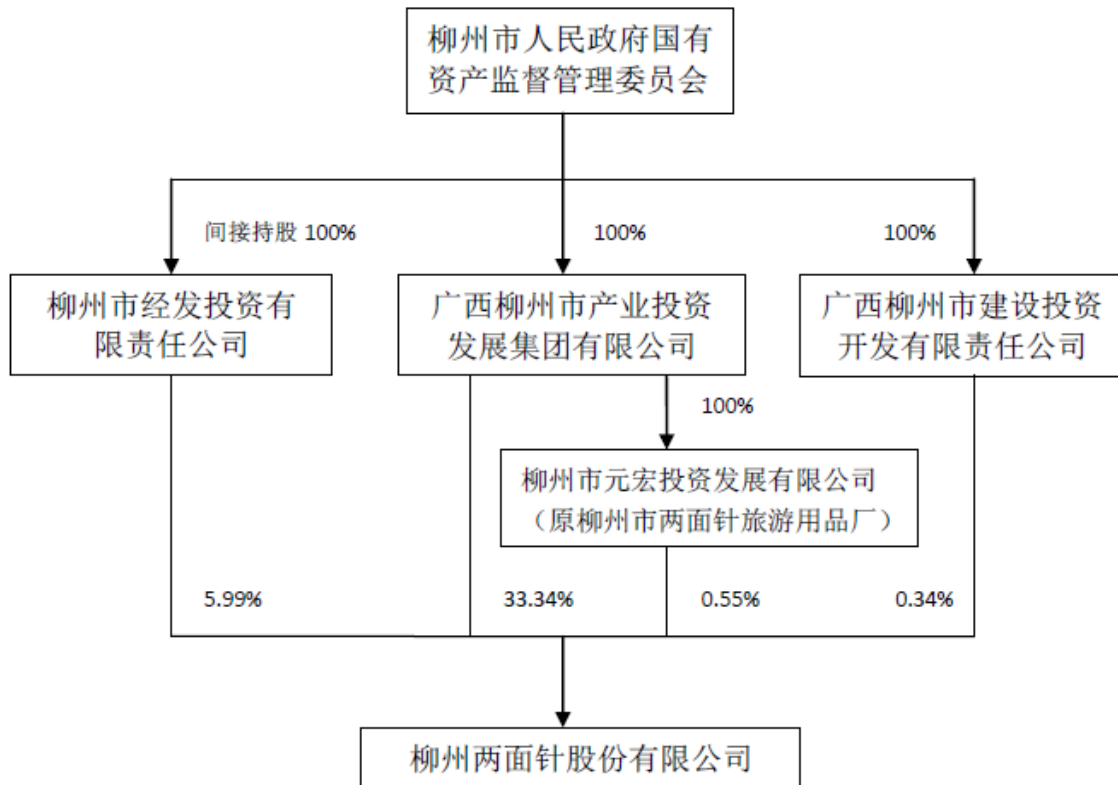 柳州市人民政府国有
资产监督管理委员会
间接持股 100%
100%
100%
柳州市经发投资有
限责任公司
广西柳州市产业投资
发展集团有限公司
广西柳州市建设投资
开发有限责任公司
100%
柳州市元宏投资发展有限公司
（原柳州市两面针旅游用品厂）
5.99%
33.34%
0.55%
0.34%
柳州两面针股份有限公司